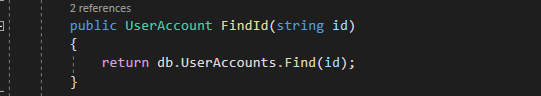 2 references
public UserAccount FindId(string id)
{
return db.UserAccounts.Find(id);
}